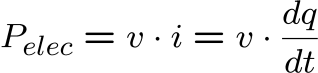 $P_{elec} = v \cdot i = v \cdot \frac{dq}{dt}$